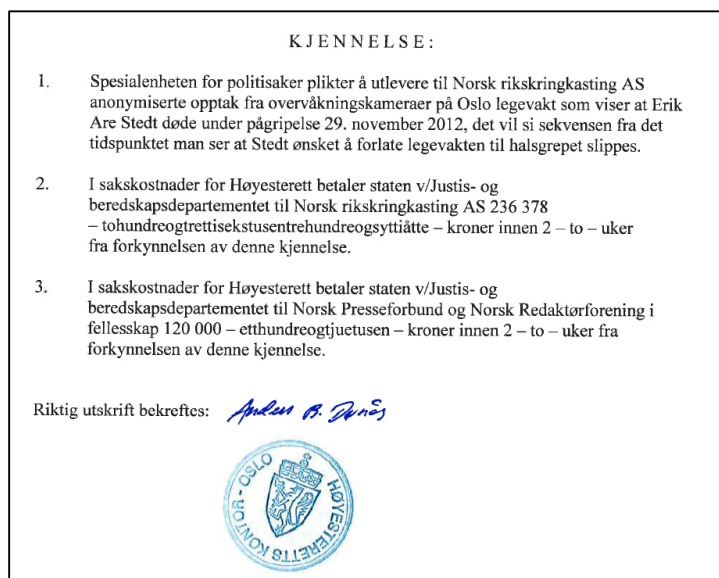 KJENNELSE:
1. Spesialenheten for politisaker plikter å utlevere til Norsk rikskringkasting AS
anonymiserte opptak fra overvåkningskameraer på Oslo legevakt som viser at Erik
Are Stedt døde under pågripelse 29. november 2012, det vil si sekvensen fra det
tidspunktet man ser at Stedt ønsket å forlate legevakten til halsgrepet slippes.
2. I sakskostnader for Høyesterett betaler staten v/Justis- og
beredskapsdepartementet til Norsk rikskringkasting AS 236 378
– tohundreogtrettisekstusentrehundreogsyttiåtte – kroner innen 2 – to – uker
fra forkynnelsen av denne kjennelse.
3. I sakskostnader for Høyesterett betaler staten v/Justis- og
beredskapsdepartementet til Norsk Presseforbund og Norsk Redaktørforening i
fellesskap 120 000 – etthundreogtjuetusen – kroner innen 2 – to – uker fra
forkynnelsen av denne kjennelse.
Riktig utskrift bekreftes: Anders B.
HØYESTERETTS KONTOR - OSLO